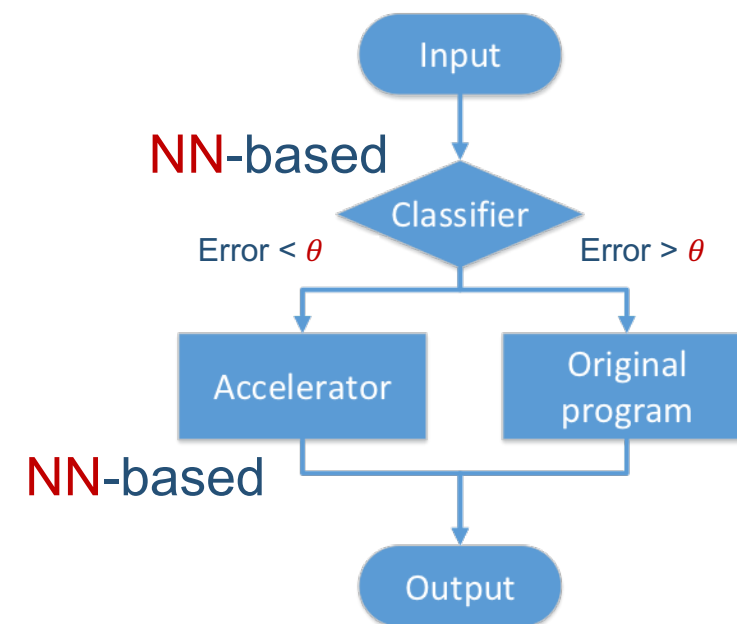 Input
NN-based
Classifier
Error < θ
Error > θ
Accelerator
Original
program
NN-based
Output